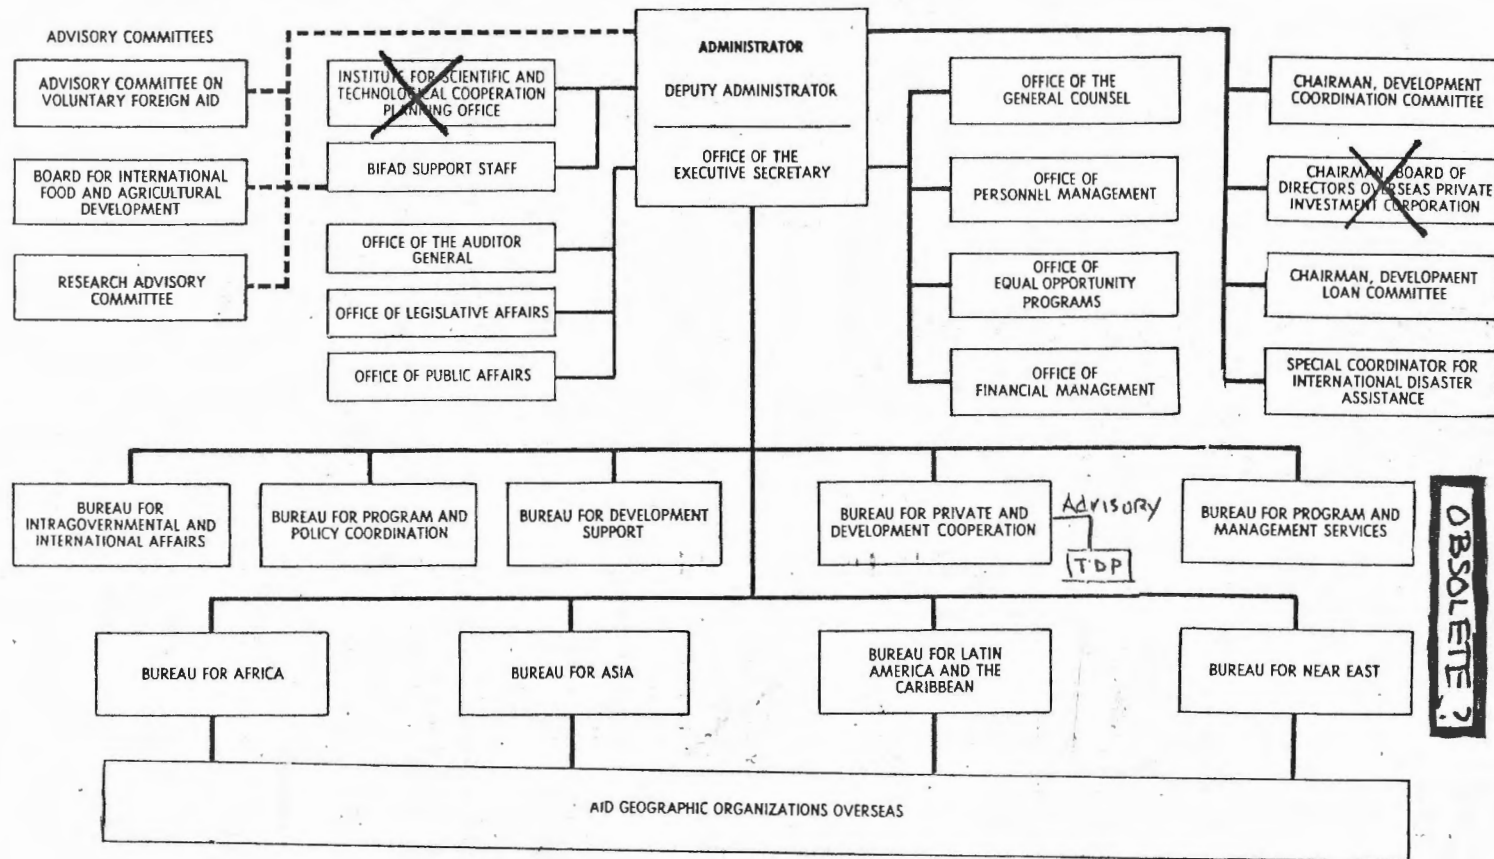 ADVISORY COMMITTEES
ADVISORY COMMITTEE ON
VOLUNTARY FOREIGN AID
BOARD FOR INTERNATIONAL
FOOD AND AGRICULTURAL
DEVELOPMENT
RESEARCH ADVISORY
COMMITTEE
INSTITUTE FOR SCIENTIFIC AND
TECHNOLOGICAL COOPERATION
PLANNING OFFICE
BIFAD SUPPORT STAFF
OFFICE OF THE AUDITOR
GENERAL
OFFICE OF LEGISLATIVE AFFAIRS
OFFICE OF PUBLIC AFFAIRS
ADMINISTRATOR
DEPUTY ADMINISTRATOR
OFFICE OF THE
EXECUTIVE SECRETARY
OFFICE OF THE
GENERAL COUNSEL
OFFICE OF
PERSONNEL MANAGEMENT
OFFICE OF
EQUAL OPPORTUNITY
PROGRAMS
OFFICE OF
FINANCIAL MANAGEMENT
CHAIRMAN, DEVELOPMENT
COORDINATION COMMITTEE
CHAIRMAN, BOARD OF
DIRECTORS OVERSEAS PRIVATE
INVESTMENT CORPORATION
CHAIRMAN, DEVELOPMENT
LOAN COMMITTEE
SPECIAL COORDINATOR FOR
INTERNATIONAL DISASTER
ASSISTANCE
BUREAU FOR
INTRAGOVERNMENTAL AND
INTERNATIONAL AFFAIRS
BUREAU FOR PROGRAM AND
POLICY COORDINATION
BUREAU FOR DEVELOPMENT
SUPPORT
BUREAU FOR PRIVATE AND
DEVELOPMENT COOPERATION
ADVISORY
TDP
BUREAU FOR PROGRAM AND
MANAGEMENT SERVICES
OBSOLETE?
BUREAU FOR AFRICA
BUREAU FOR ASIA
BUREAU FOR LATIN
AMERICA AND THE
CARIBBEAN
BUREAU FOR NEAR EAST
AID GEOGRAPHIC ORGANIZATIONS OVERSEAS